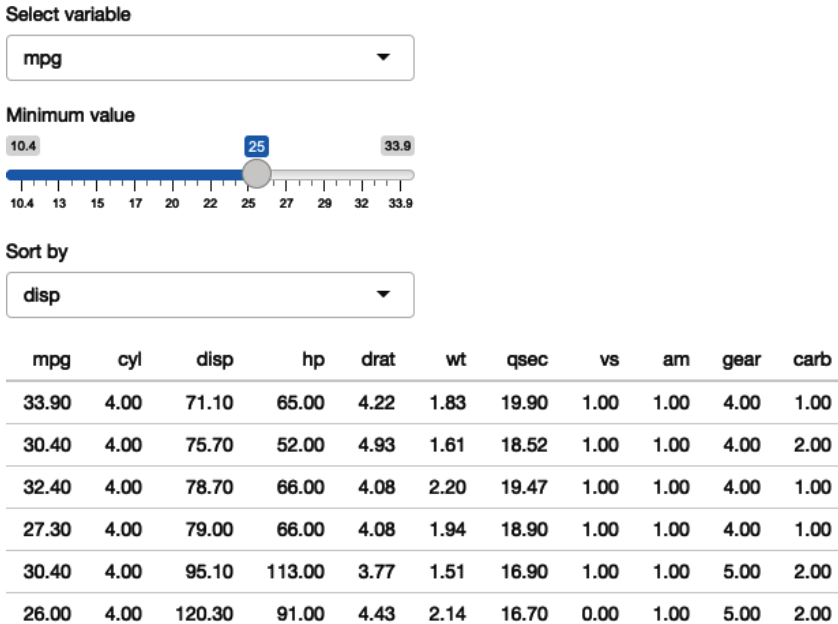 Select variable
mpg
Minimum value
10.4 25 33.9
10.4 13 15 17 20 22 25 27 29 32 33.9
Sort by
disp
mpg cyl disp hp drat wt qsec vs am gear carb
33.90 4.00 71.10 65.00 4.22 1.83 19.90 1.00 1.00 4.00 1.00
30.40 4.00 75.70 52.00 4.93 1.61 18.52 1.00 1.00 4.00 2.00
32.40 4.00 78.70 66.00 4.08 2.20 19.47 1.00 1.00 4.00 1.00
27.30 4.00 79.00 66.00 4.08 1.94 18.90 1.00 1.00 4.00 1.00
30.40 4.00 95.10 113.00 3.77 1.51 16.90 1.00 1.00 5.00 2.00
26.00 4.00 120.30 91.00 4.43 2.14 16.70 0.00 1.00 5.00 2.00